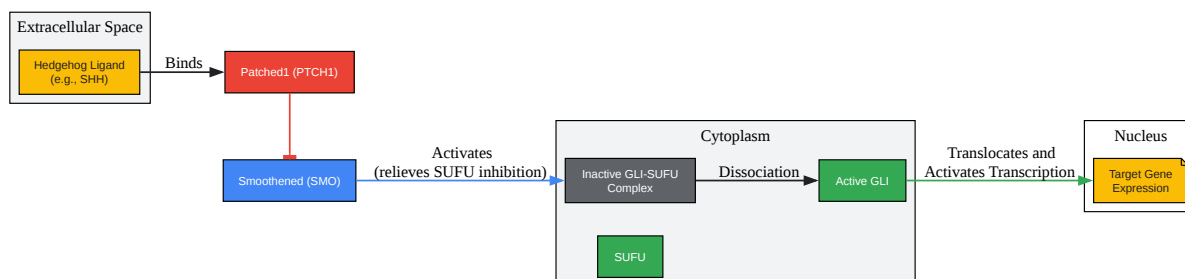 Extracellular Space
Hedgehog Ligand
(e.g., SHH)
Binds
Patched1 (PTCH1)
Smoothened (SMO)
Activates
(relieves SUFU inhibition)
Cytoplasm
Inactive GLI-SUFU
Complex
Dissociation
Active GLI
SUFU
Translocates and
Activates Transcription
Nucleus
Target Gene
Expression